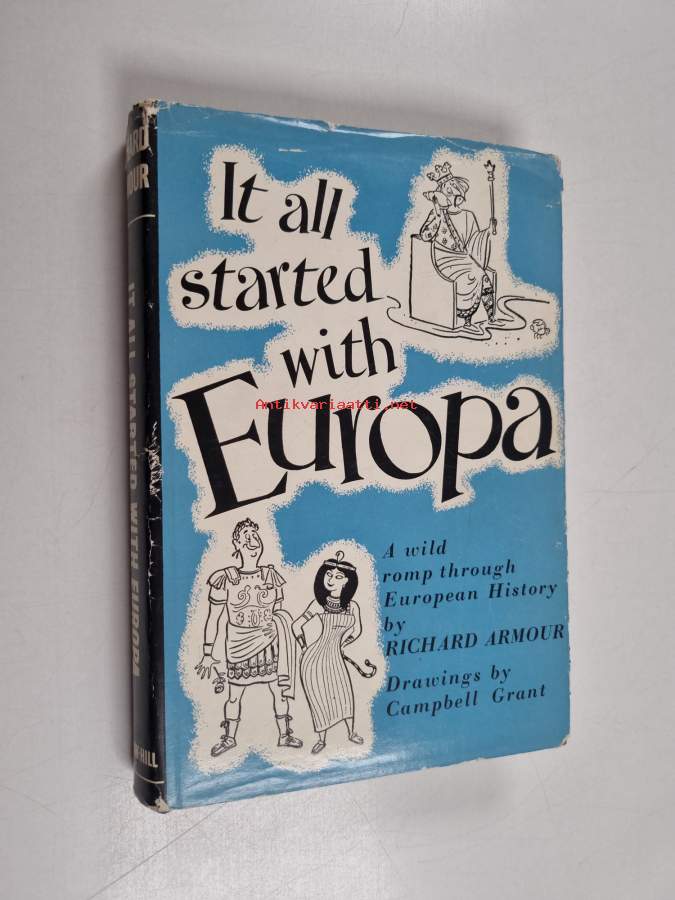 It all
started
with
Europa
A wild
romp through
European History
by
RICHARD ARMOUR
Drawings by
Campbell Grant
IT ALL STARTED WITH EUROPA
HILL
Antikvariaatti.net